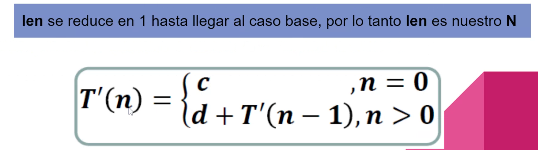 len se reduce en 1 hasta llegar al caso base, por lo tanto len es nuestro N
T′(n) = { c , n = 0
d + T′(n − 1), n > 0